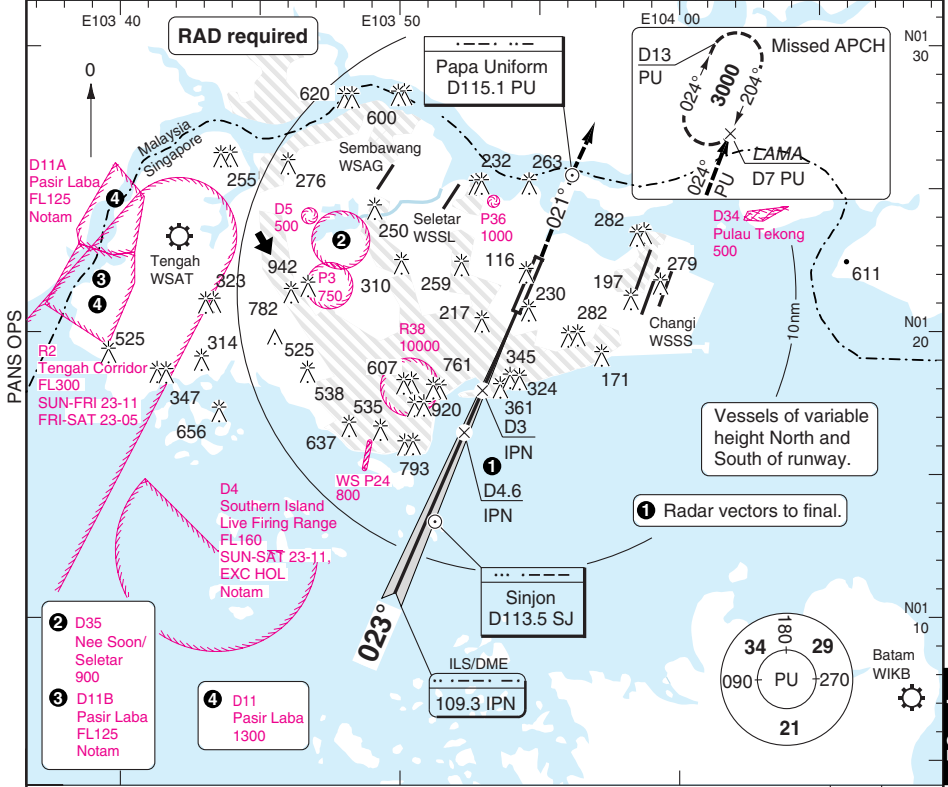 E103 40
E103 50
E104 00
N01
30
RAD required
Papa Uniform
D115.1 PU
D13
PU
Missed APCH
024°
3000
204°
LAMA
D7 PU
024°
PU
0
Malaysia
Singapore
D11A
Pasir Laba
FL125
Notam
4
620
600
Sembawang
WSAG
255
276
232
263
D5
500
250
Seletar
WSSL
P36
1000
021°
282
D34
Pulau Tekong
500
Tengah
WSAT
2
942
P3
750
310
259
116
197
279
611
3
4
323
782
217
230
282
Changi
WSSS
10nm
N01
20
PANS OPS
525
314
525
R38
10000
607
761
345
324
171
R2
Tengah Corridor
FL300
SUN-FRI 23-11
FRI-SAT 23-05
347
538
535
920
361
D3
IPN
656
637
793
1
D4.6
IPN
WS P24
800
Vessels of variable
height North and
South of runway.
1 Radar vectors to final.
D4
Southern Island
Live Firing Range
FL160
SUN-SAT 23-11,
EXC HOL
Notam
Sinjon
D113.5 SJ
023°
N01
10
2 D35
Nee Soon/
Seletar
900
3 D11B
Pasir Laba
FL125
Notam
4 D11
Pasir Laba
1300
ILS/DME
109.3 IPN
180
34
29
090
PU
270
21
Batam
WIKB